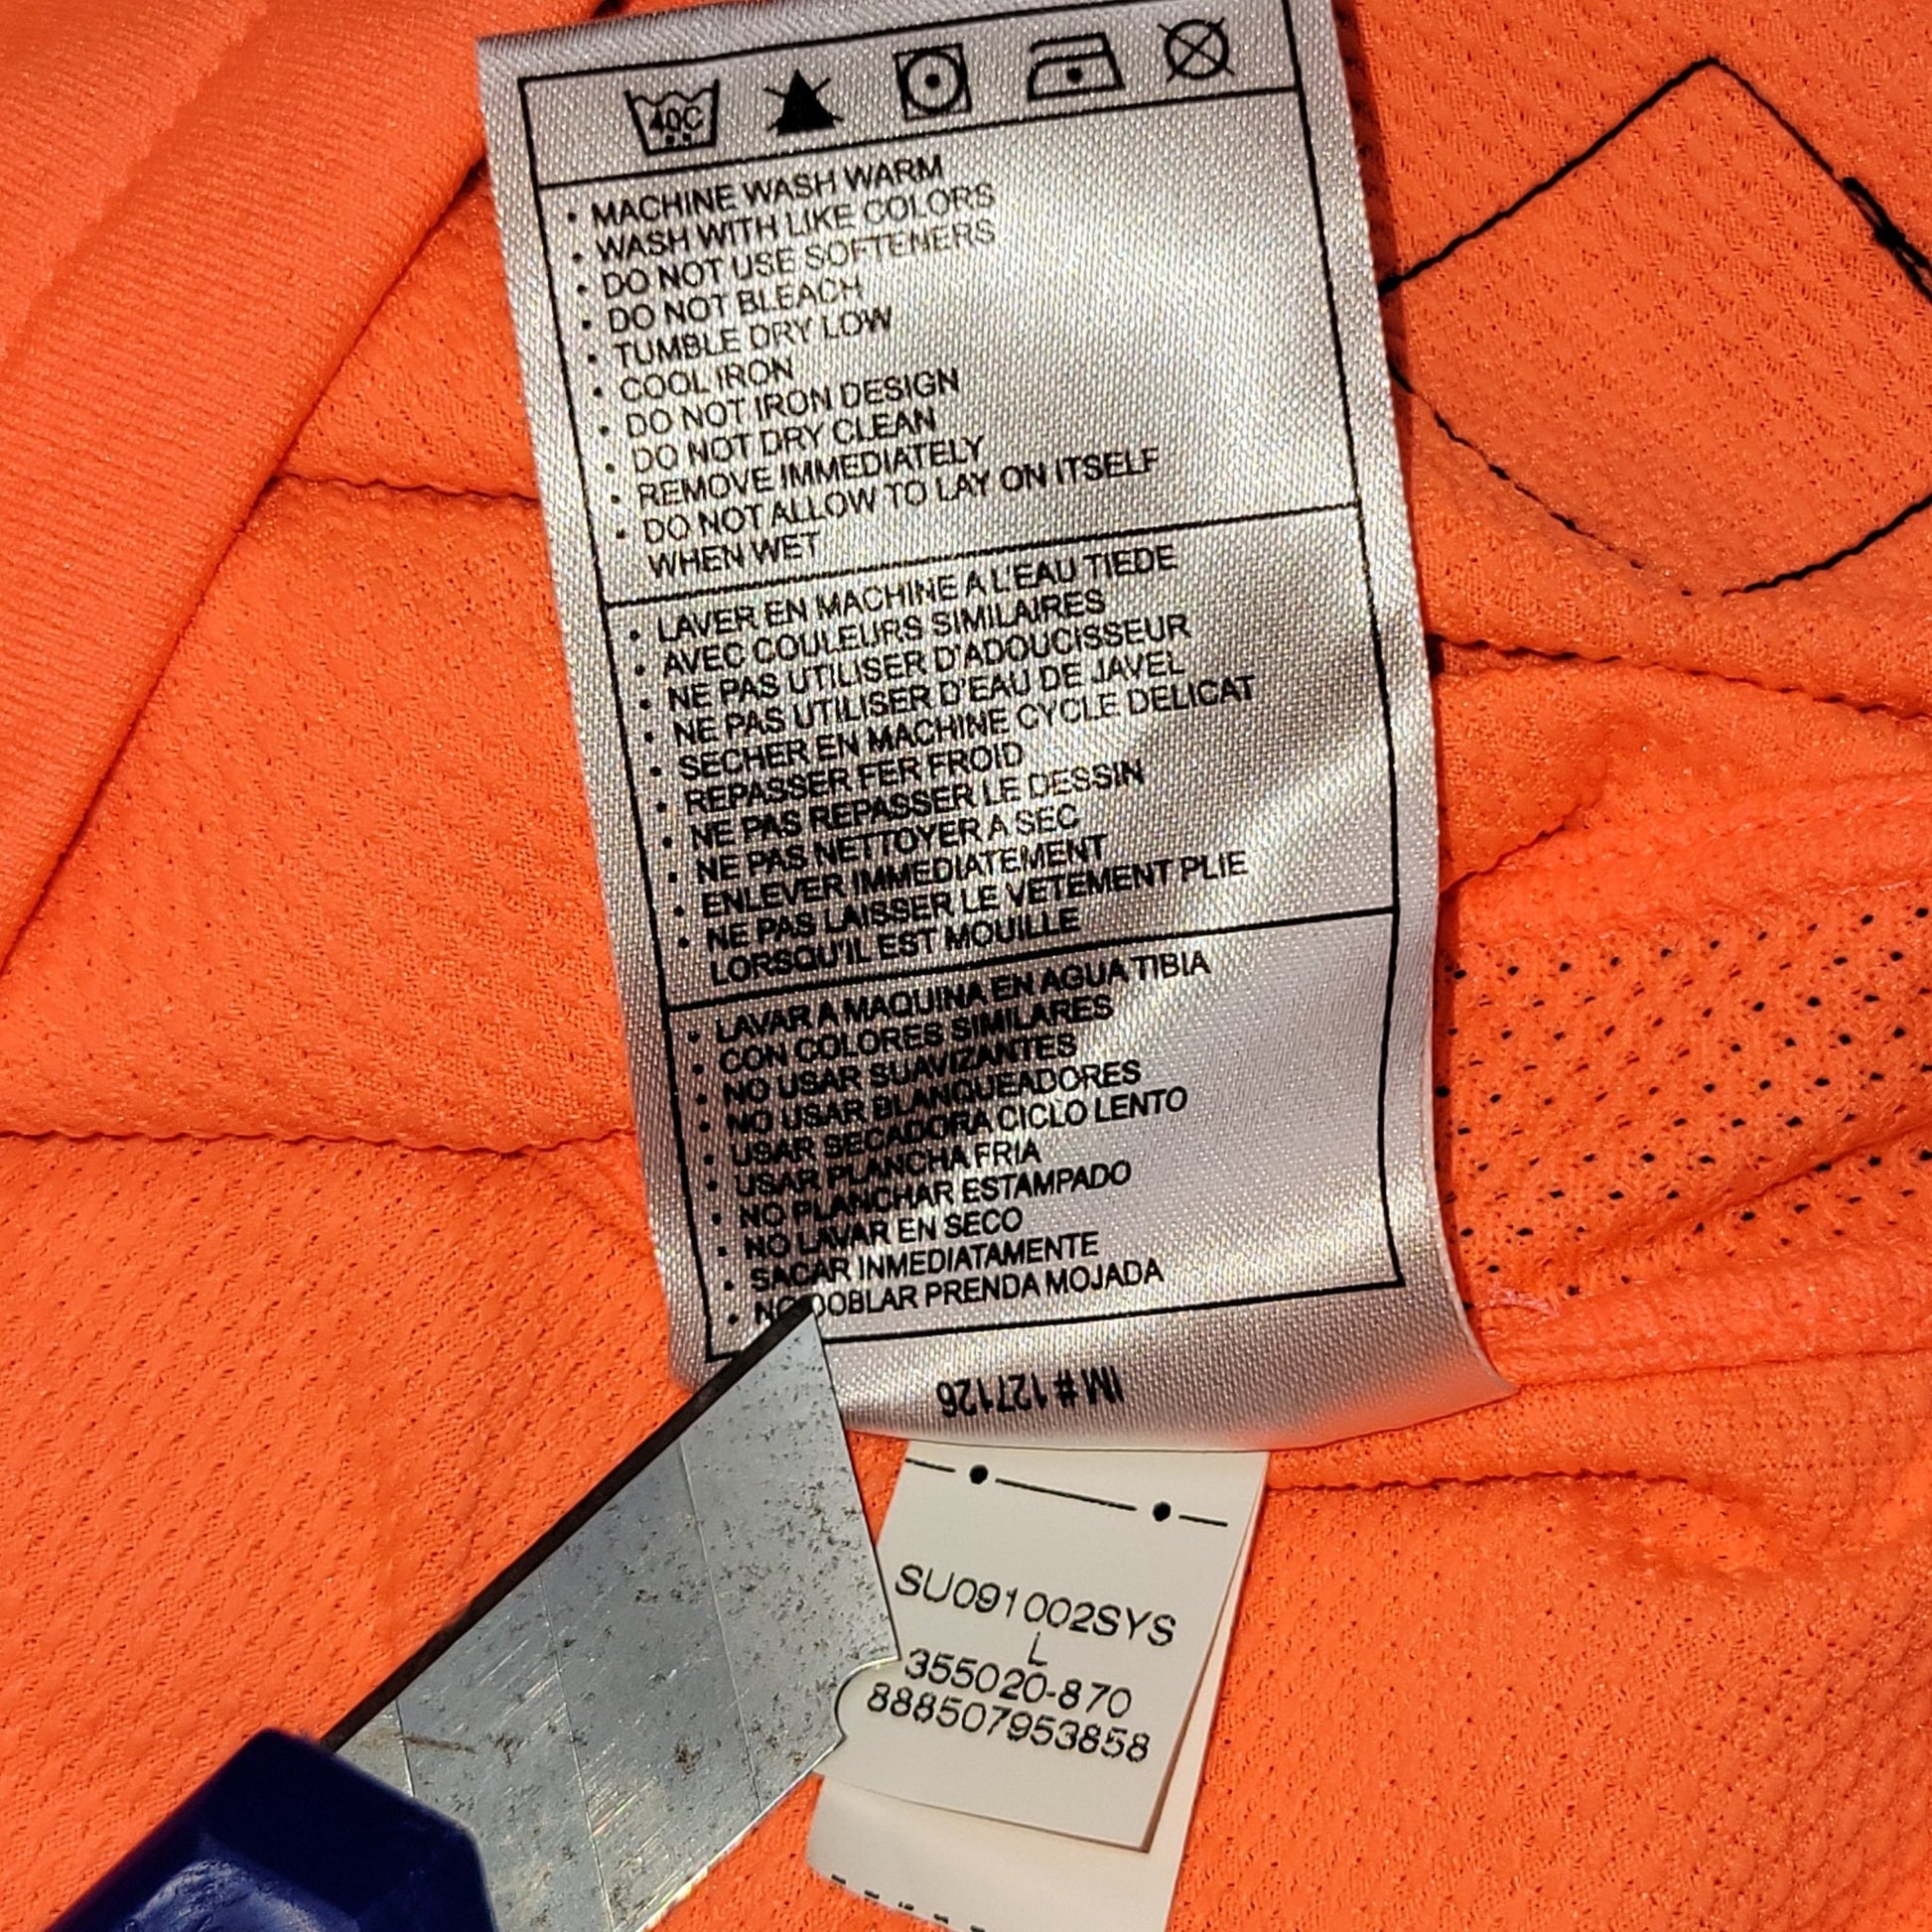 40C
• MACHINE WASH WARM
• WASH WITH LIKE COLORS
• DO NOT USE SOFTENERS
• DO NOT BLEACH
• TUMBLE DRY LOW
• COOL IRON
• DO NOT IRON DESIGN
• DO NOT DRY CLEAN
• REMOVE IMMEDIATELY
• DO NOT ALLOW TO LAY ON ITSELF
WHEN WET
• LAVER EN MACHINE A L'EAU TIEDE
• AVEC COULEURS SIMILAIRES
• NE PAS UTILISER D'ADOUCISSEUR
• NE PAS UTILISER D'EAU DE JAVEL
• SECHER EN MACHINE CYCLE DELICAT
• REPASSER FER FROID
• NE PAS REPASSER LE DESSIN
• NE PAS NETTOYER A SEC
• ENLEVER IMMEDIATEMENT
• NE PAS LAISSER LE VETEMENT PLIE
LORSQU'IL EST MOUILLE
• LAVAR A MAQUINA EN AGUA TIBIA
• CON COLORES SIMILARES
• NO USAR SUAVIZANTES
• NO USAR BLANQUEADORES
• USAR SECADORA CICLO LENTO
• USAR PLANCHA FRIA
• NO PLANCHAR ESTAMPADO
• NO LAVAR EN SECO
• SACAR INMEDIATAMENTE
• NO DOBLAR PRENDA MOJADA
IM # 127126
SU091002SYS
L
355020-870
888507953858